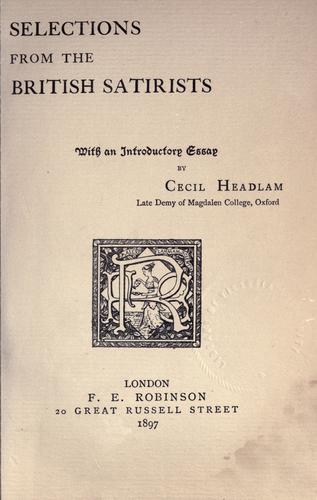 SELECTIONS
FROM THE
BRITISH SATIRISTS
With an Introductory Essay
BY
CECIL HEADLAM
Late Demy of Magdalen College, Oxford
R
LONDON
F. E. ROBINSON
20 GREAT RUSSELL STREET
1897